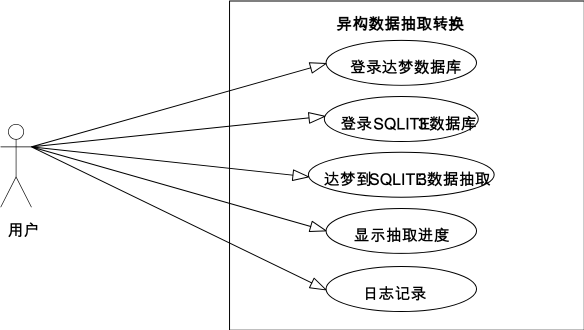 异构数据抽取转换
登录达梦数据库
登录SQLITE3数据库
达梦到SQLITE3数据抽取
显示抽取进度
日志记录
用户